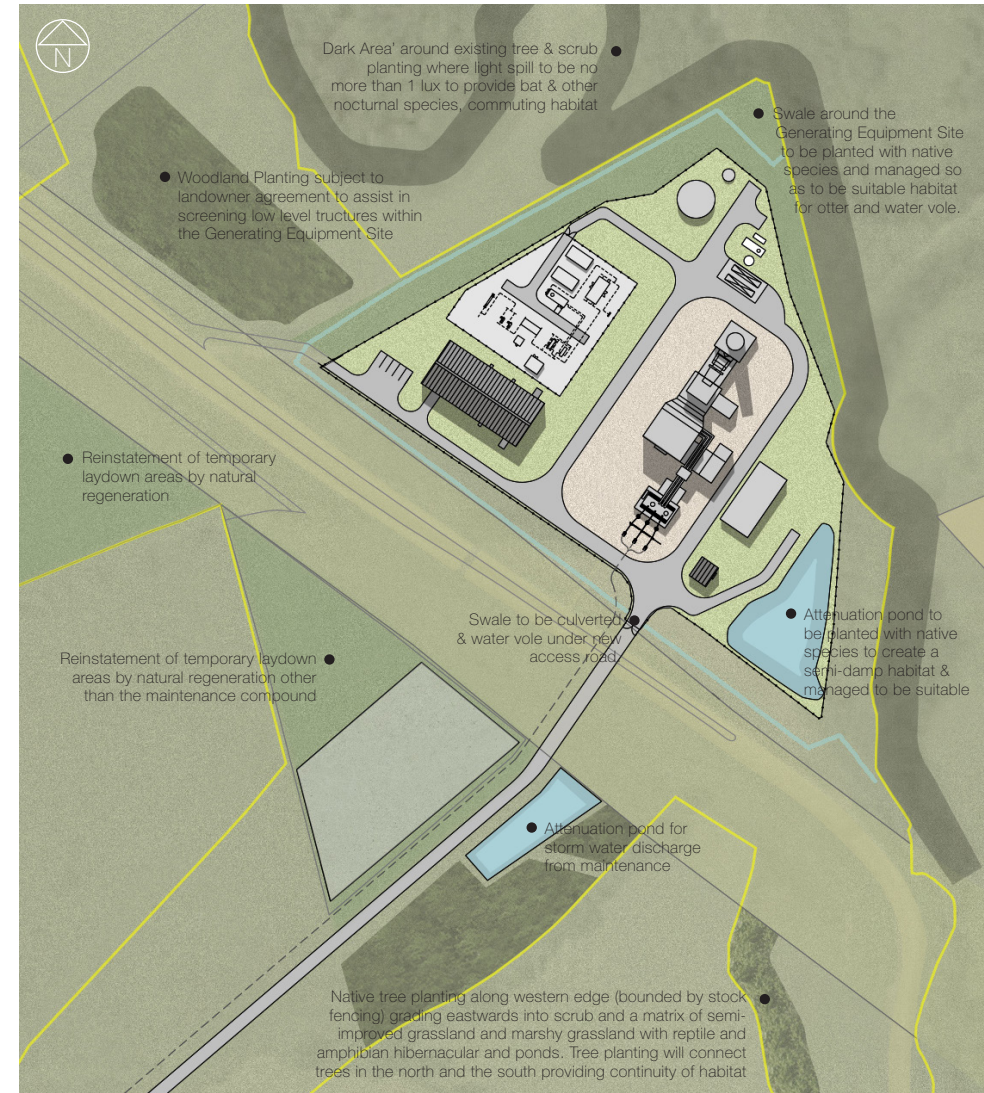 N
Dark Area' around existing tree & scrub
planting where light spill to be no
more than 1 lux to provide bat & other
nocturnal species, commuting habitat
Swale around the
Generating Equipment Site
to be planted with native
species and managed so
as to be suitable habitat
for otter and water vole.
Woodland Planting subject to
landowner agreement to assist in
screening low level tructures within
the Generating Equipment Site
Reinstatement of temporary
laydown areas by natural
regeneration
Swale to be culverted
& water vole under new
access road.
Attenuation pond to
be planted with native
species to create a
semi-damp habitat &
managed to be suitable
Reinstatement of temporary laydown
areas by natural regeneration other
than the maintenance compound
Attenuation pond for
storm water discharge
from maintenance
Native tree planting along western edge (bounded by stock
fencing) grading eastwards into scrub and a matrix of semi-
improved grassland and marshy grassland with reptile and
amphibian hibernacular and ponds. Tree planting will connect
trees in the north and the south providing continuity of habitat